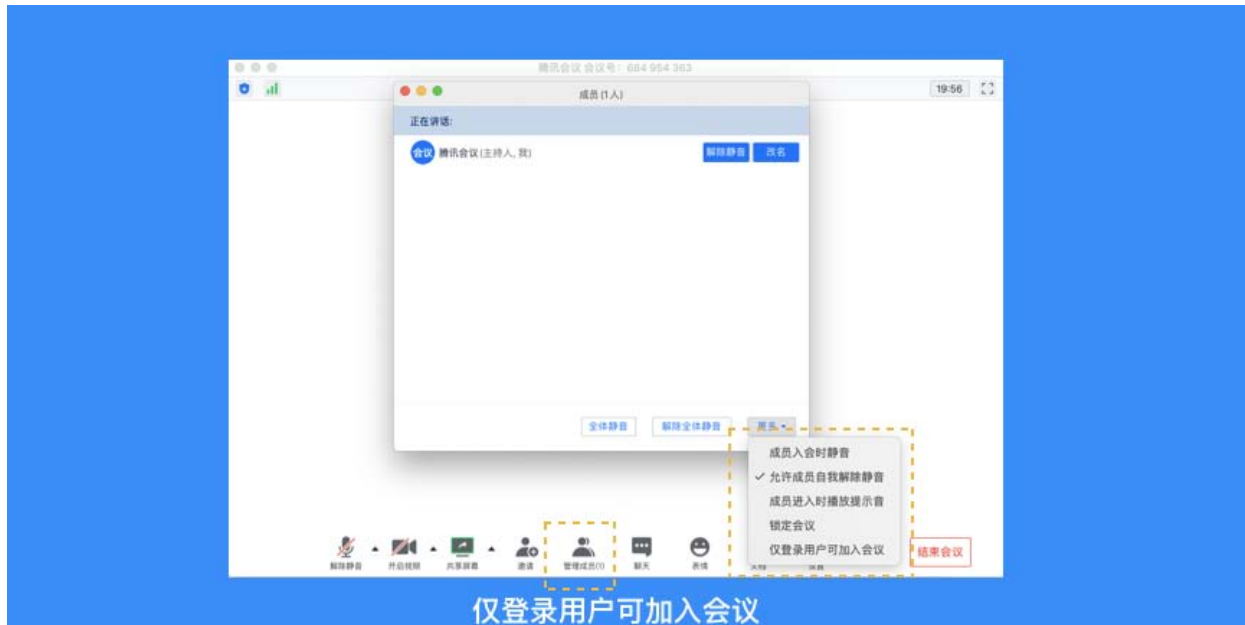 腾讯会议 会议号：684 954 363
19:56
成员 (1人)
正在讲话:
会议 腾讯会议 (主持人, 我)
解除静音 改名
全体静音 解除全体静音 更多
成员入会时静音
✓ 允许成员自我解除静音
成员进入时播放提示音
锁定会议
仅登录用户可加入会议
解除静音 开启视频 共享屏幕 邀请 管理成员(1) 聊天 表情 文档 设置
结束会议
仅登录用户可加入会议